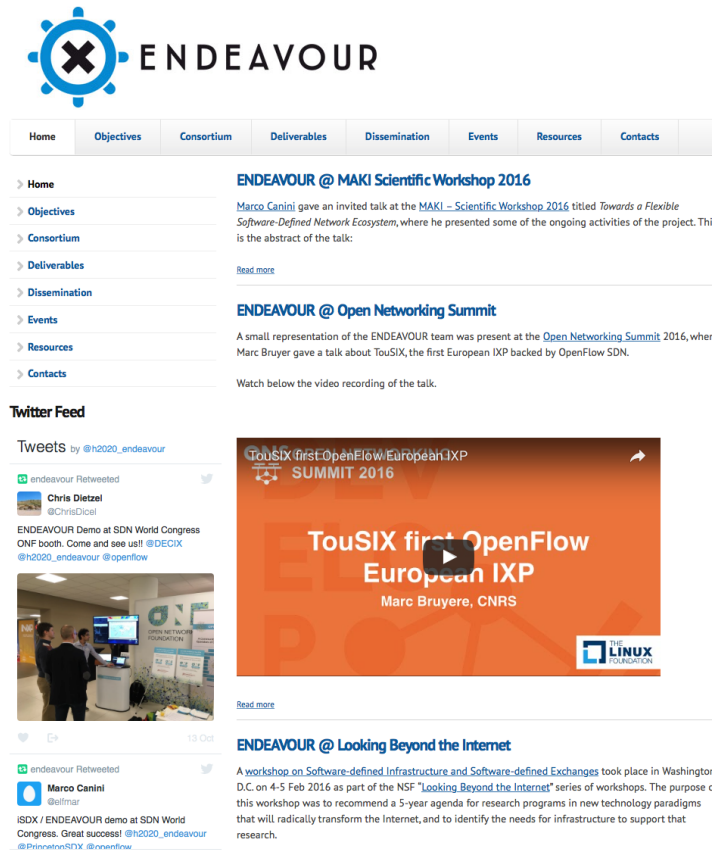 ENDEAVOUR
Home Objectives Consortium Deliverables Dissemination Events Resources Contacts
Home
Objectives
Consortium
Deliverables
Dissemination
Events
Resources
Contacts
Twitter Feed
Tweets by @h2020_endeavour
endeavour Retweeted
Chris Dietzel
@ChrisDicel
ENDEAVOUR Demo at SDN World Congress
ONF booth. Come and see us!! @DECIX
@h2020_endeavour @openflow
OPEN NETWORK
FOUNDATION
13 Oct
endeavour Retweeted
Marco Canini
@elfmar
iSDX / ENDEAVOUR demo at SDN World
Congress. Great success! @h2020_endeavour
@PrincetonSDX @openflow
ENDEAVOUR @ MAKI Scientific Workshop 2016
Marco Canini gave an invited talk at the MAKI – Scientific Workshop 2016 titled Towards a Flexible
Software-Defined Network Ecosystem, where he presented some of the ongoing activities of the project. Thi
is the abstract of the talk:
Read more
ENDEAVOUR @ Open Networking Summit
A small representation of the ENDEAVOUR team was present at the Open Networking Summit 2016, wher
Marc Bruyer gave a talk about TouSIX, the first European IXP backed by OpenFlow SDN.
Watch below the video recording of the talk.
TouSIX first OpenFlow European IXP
ONS OPEN NETWORKING
SUMMIT 2016
DEV
ELO
P
TouSIX first OpenFlow
European IXP
Marc Bruyere, CNRS
THE
LINUX
FOUNDATION
Read more
ENDEAVOUR @ Looking Beyond the Internet
A workshop on Software-defined Infrastructure and Software-defined Exchanges took place in Washington
D.C. on 4-5 Feb 2016 as part of the NSF “Looking Beyond the Internet” series of workshops. The purpose o
this workshop was to recommend a 5-year agenda for research programs in new technology paradigms
that will radically transform the Internet, and to identify the needs for infrastructure to support that
research.